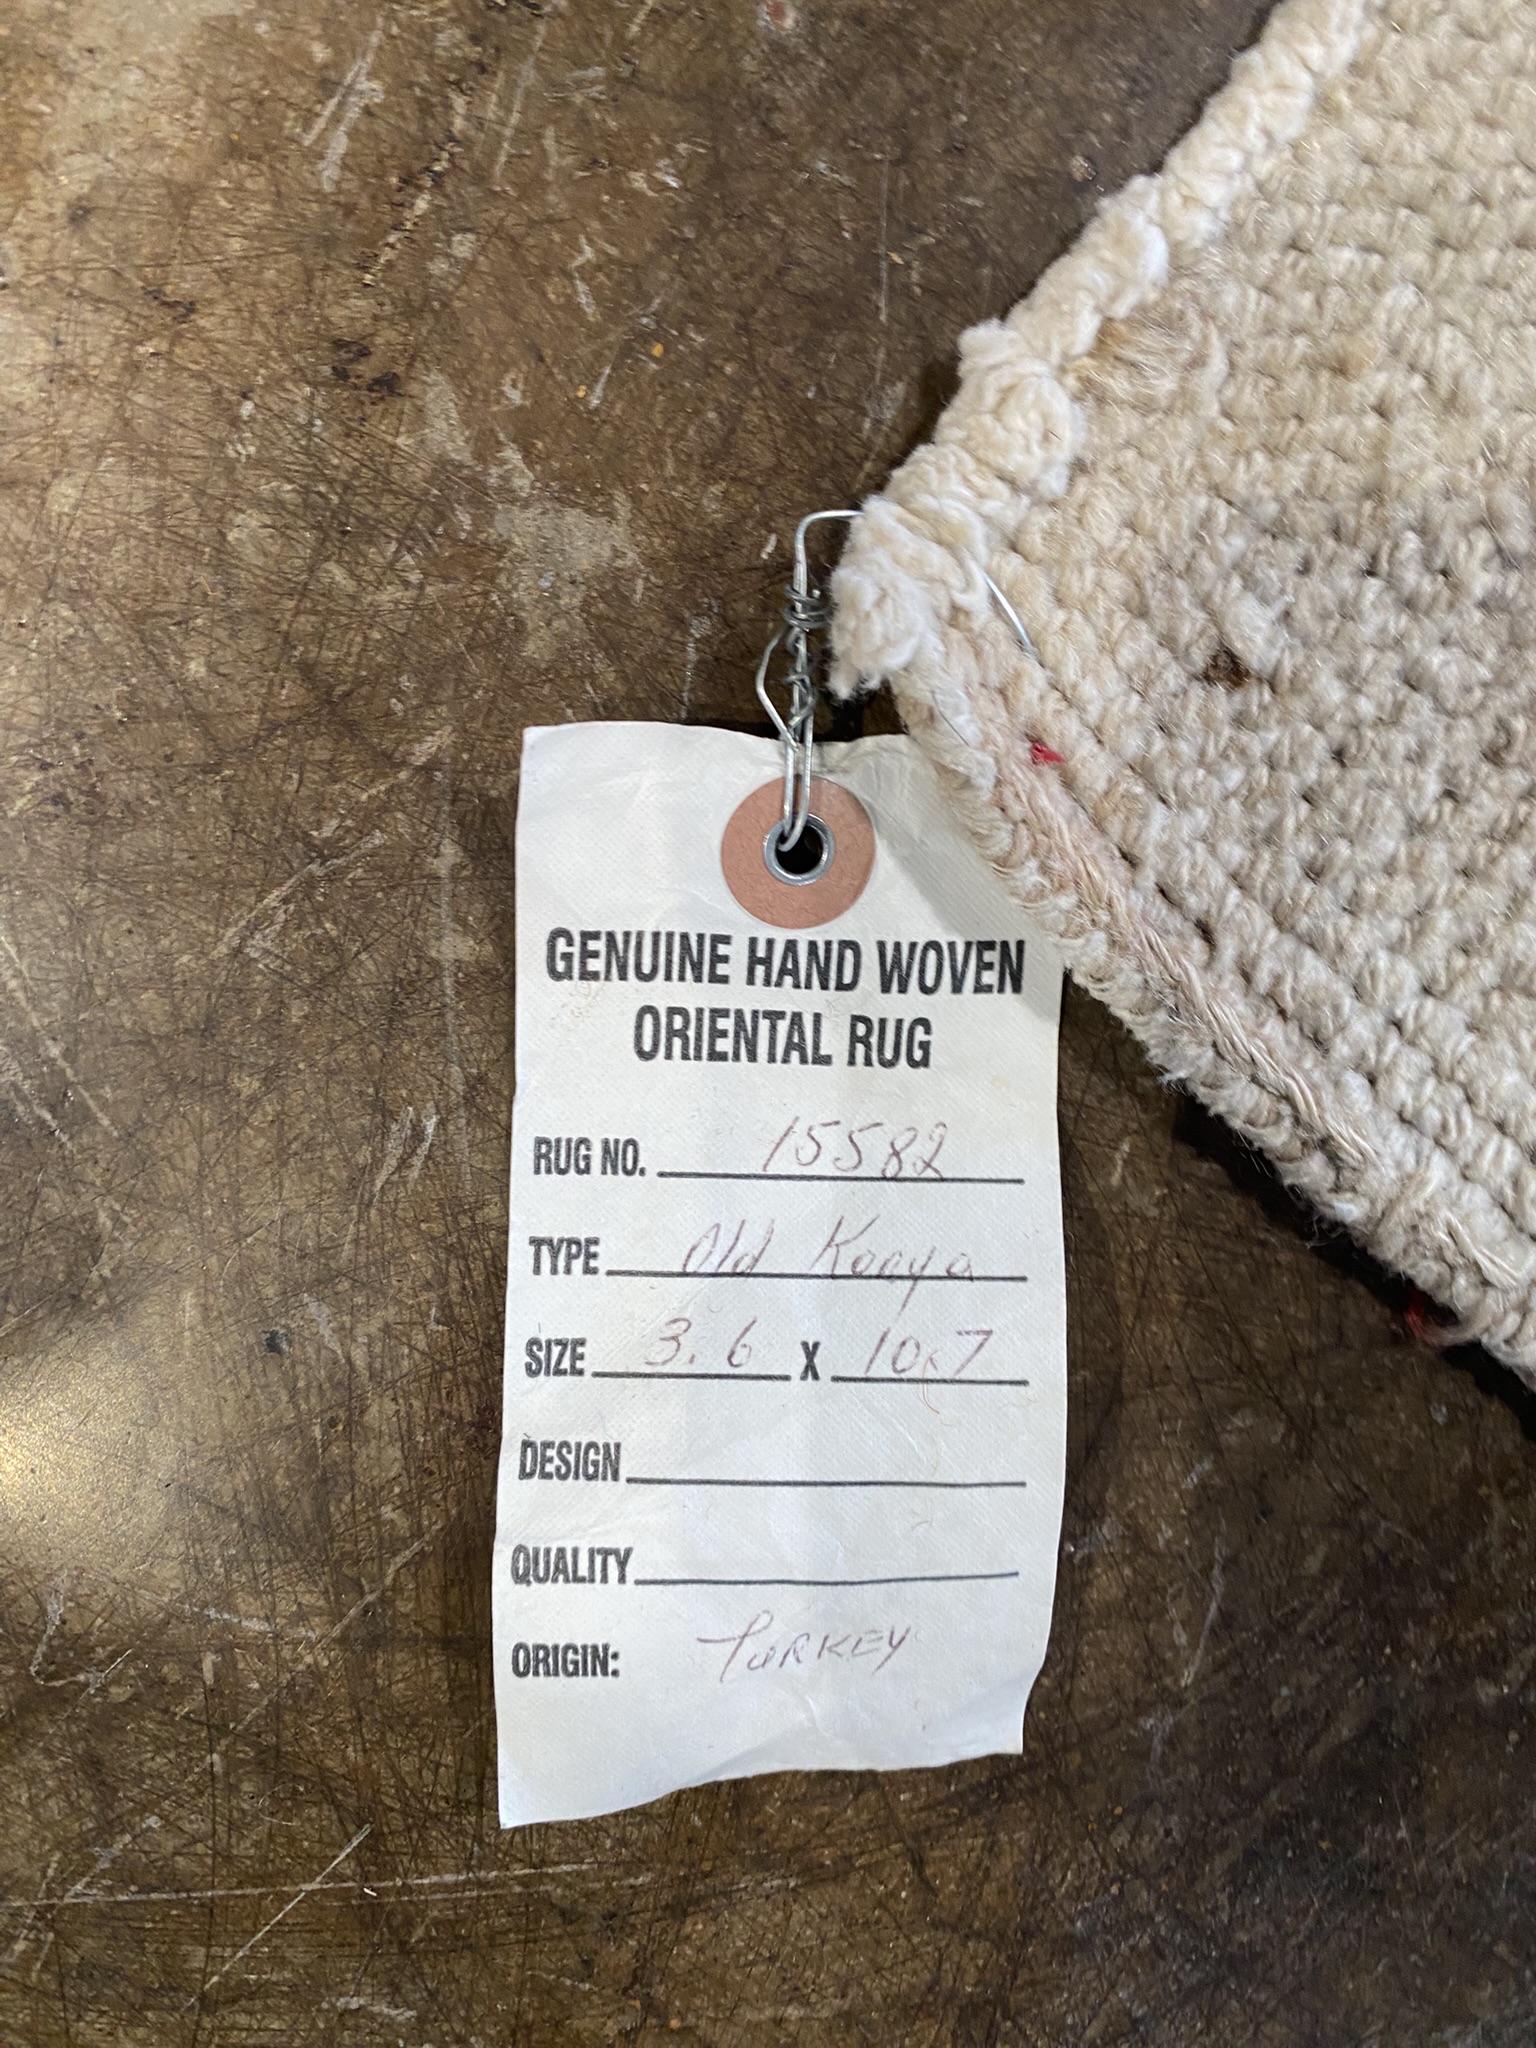 GENUINE HAND WOVEN
ORIENTAL RUG
RUG NO. 15582
TYPE Old Konya
SIZE 3.6 X 10.7
DESIGN
QUALITY
ORIGIN: TURKEY